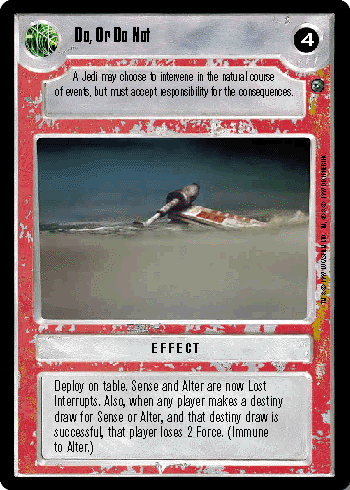 Do, Or Do Not
4
A Jedi may choose to intervene in the natural course
of events, but must accept responsibility for the consequences.
EFFECT
Deploy on table. Sense and Alter are now Lost
Interrupts. Also, when any player makes a destiny
draw for Sense or Alter, and that destiny draw is
successful, that player loses 2 Force. (Immune
to Alter.)